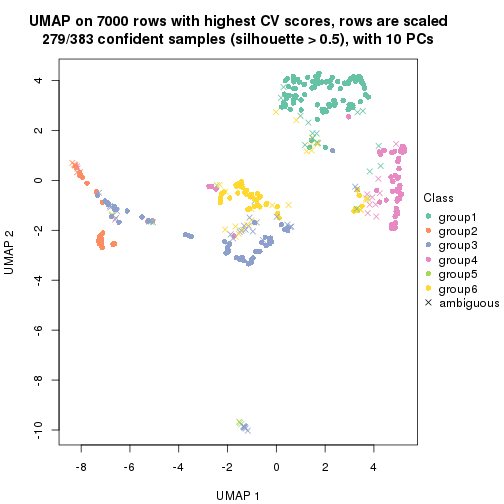 UMAP on 7000 rows with highest CV scores, rows are scaled
279/383 confident samples (silhouette > 0.5), with 10 PCs
4
2
0
-2
-4
-6
-8
-10
UMAP 2
-8 -6 -4 -2 0 2 4
UMAP 1
Class
group1
group2
group3
group4
group5
group6
ambiguous